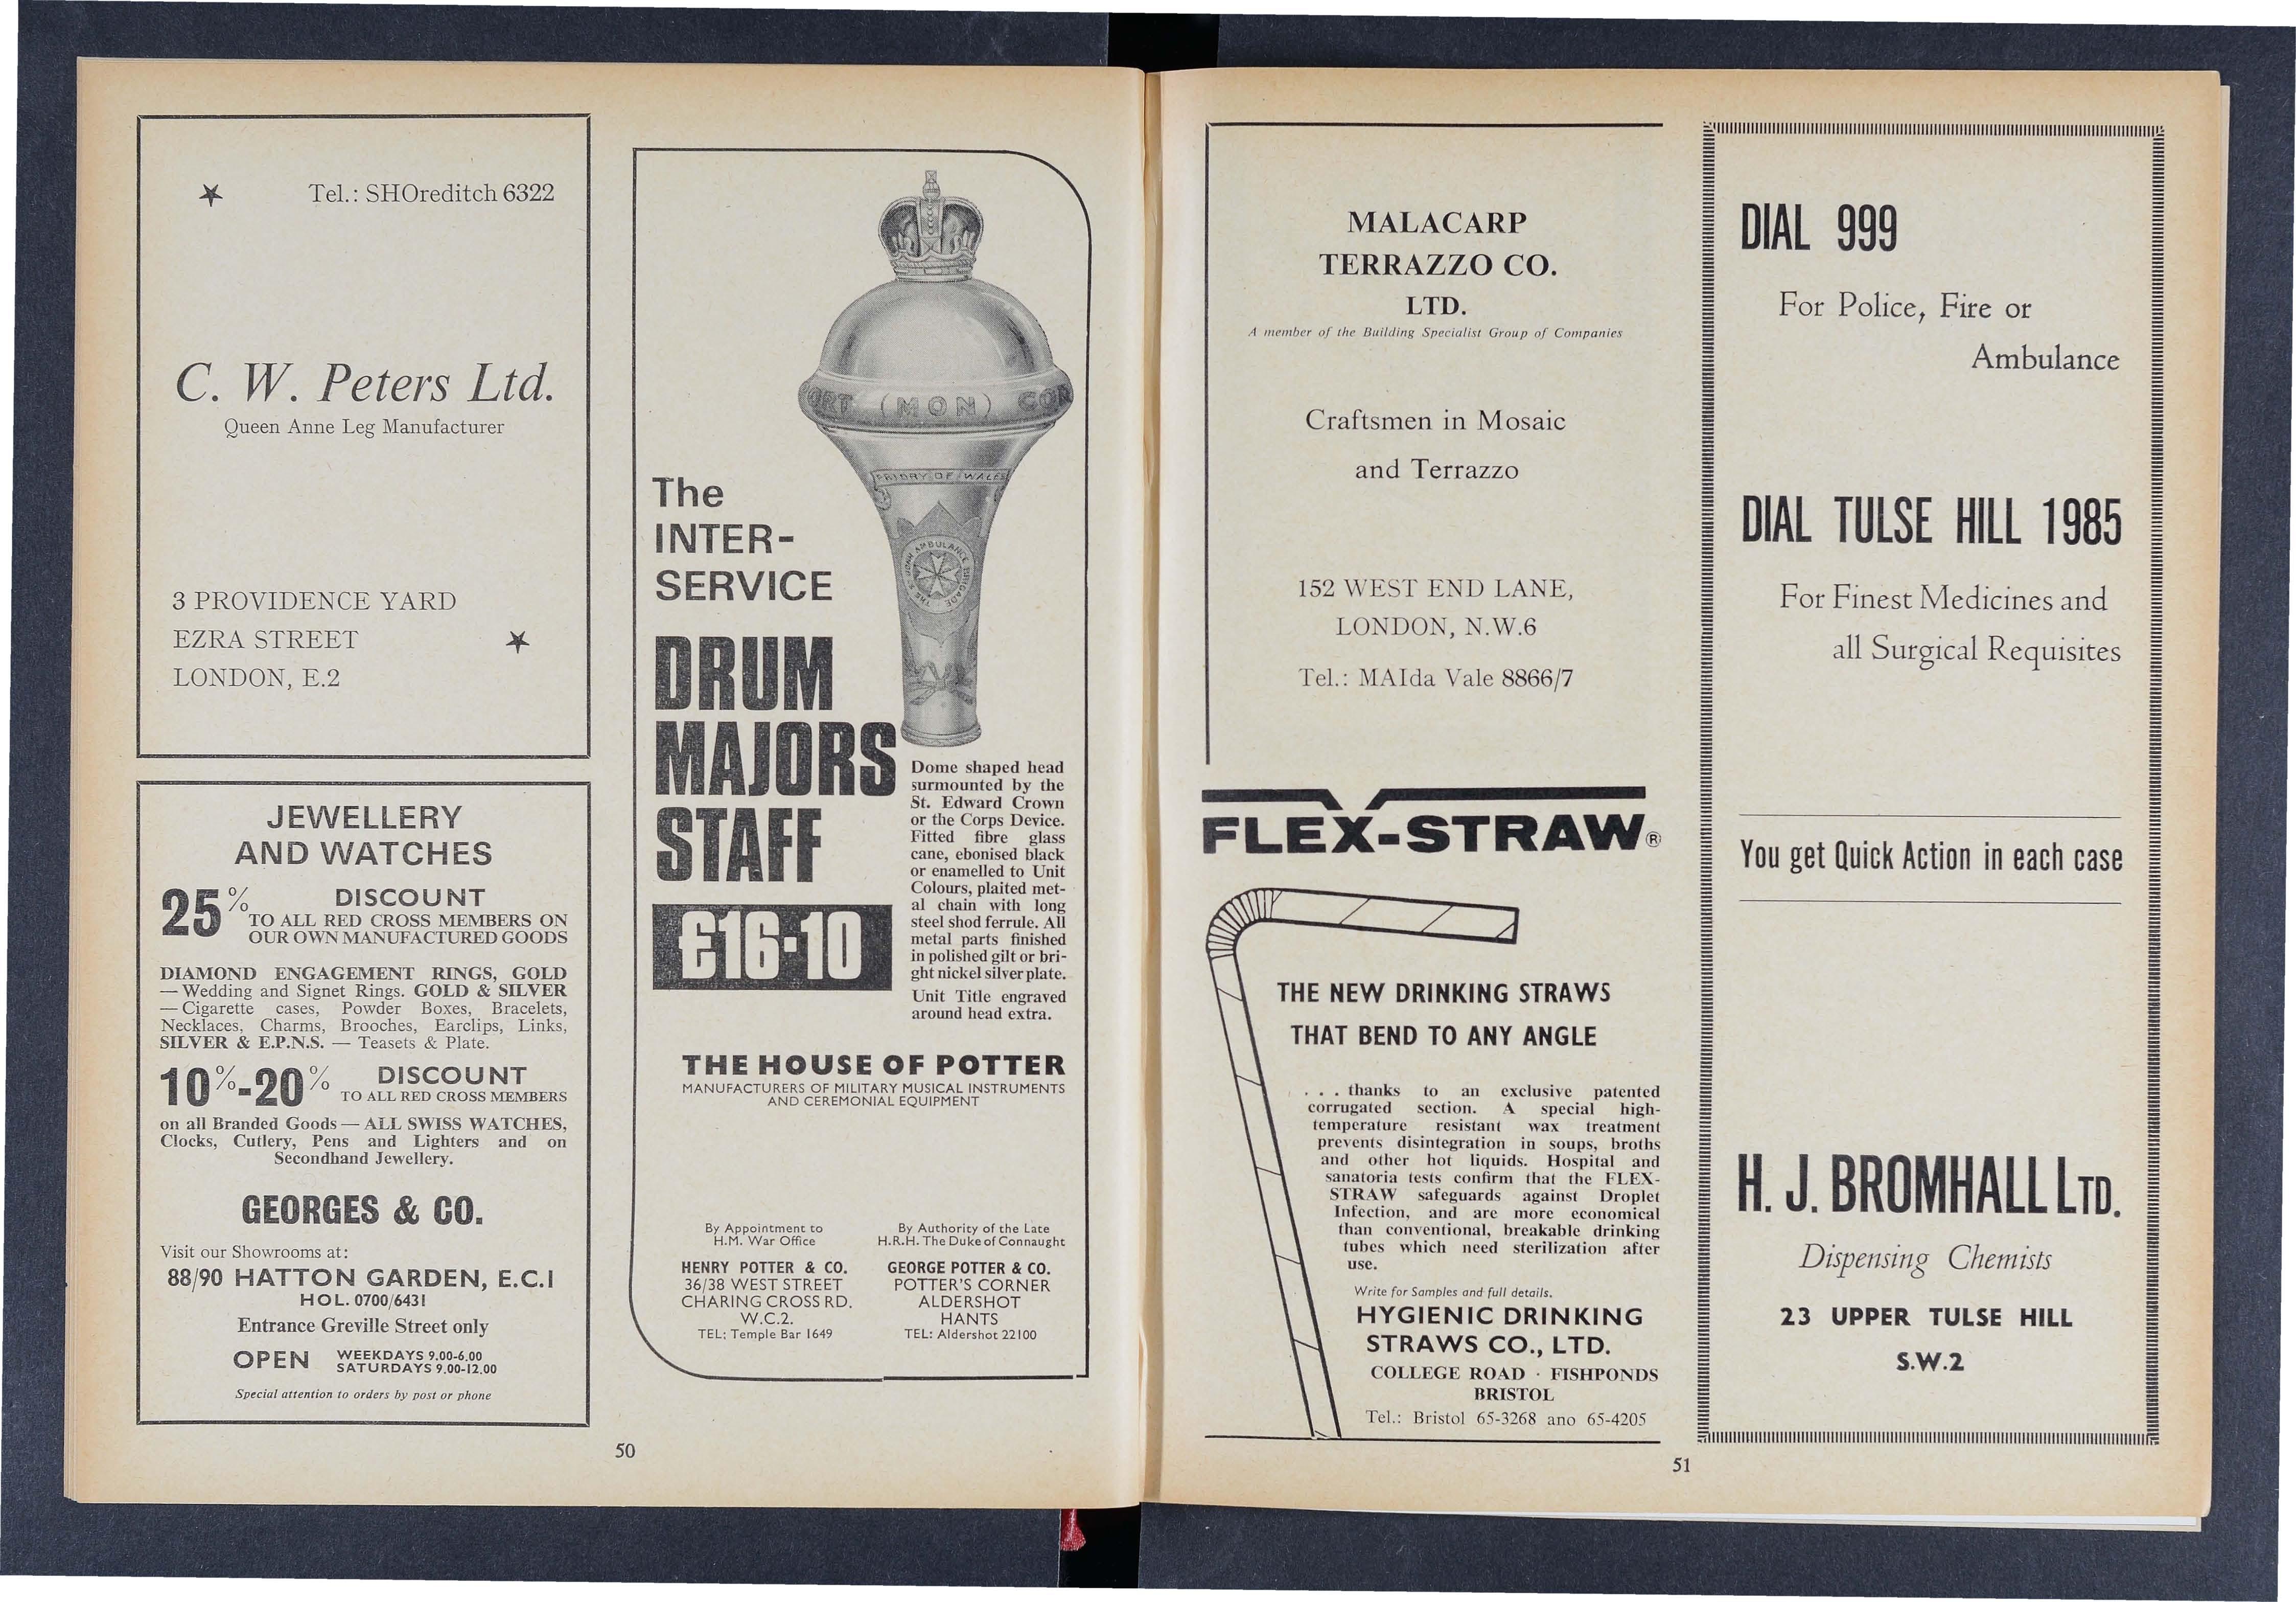 Tel.: SHOreditch 6322
C. W. Peters Ltd.
Queen Anne Leg Manufacturer
3 PROVIDENCE YARD
EZRA STREET
LONDON, E.2
JEWELLERY
AND WATCHES
25% DISCOUNT
TO ALL RED CROSS MEMBERS ON
OUR OWN MANUFACTURED GOODS
DIAMOND ENGAGEMENT RINGS, GOLD
— Wedding and Signet Rings. GOLD & SILVER
— Cigarette cases, Powder Boxes, Bracelets,
Necklaces, Charms, Brooches, Earclips, Links,
SILVER & E.P.N.S. — Teasets & Plate.
10%-20% DISCOUNT
TO ALL RED CROSS MEMBERS
on all Branded Goods — ALL SWISS WATCHES,
Clocks, Cutlery, Pens and Lighters and on
Secondhand Jewellery.
GEORGES & CO.
Visit our Showrooms at:
88/90 HATTON GARDEN, E.C.1
HOL. 0700/6431
Entrance Greville Street only
OPEN WEEKDAYS 9.00-6.00
SATURDAYS 9.00-12.00
Special attention to orders by post or phone
ORT (MON) COR
PRIORY OF WALES
THE ST JOHN AMBULANCE BRIGADE
The
INTER-
SERVICE
DRUM
MAJORS
STAFF
£16-10
Dome shaped head
surmounted by the
St. Edward Crown
or the Corps Device.
Fitted fibre glass
cane, ebonised black
or enamelled to Unit
Colours, plaited met-
al chain with long
steel shod ferrule. All
metal parts finished
in polished gilt or bri-
ght nickel silver plate.
Unit Title engraved
around head extra.
THE HOUSE OF POTTER
MANUFACTURERS OF MILITARY MUSICAL INSTRUMENTS
AND CEREMONIAL EQUIPMENT
By Appointment to
H.M. War Office
HENRY POTTER & CO.
36/38 WEST STREET
CHARING CROSS RD.
W.C.2.
TEL: Temple Bar 1649
By Authority of the Late
H.R.H. The Duke of Connaught
GEORGE POTTER & CO.
POTTER'S CORNER
ALDERSHOT
HANTS
TEL: Aldershot 22100
50
MALACARP
TERRAZZO CO.
LTD.
A member of the Building Specialist Group of Companies
Craftsmen in Mosaic
and Terrazzo
152 WEST END LANE,
LONDON, N.W.6
Tel.: MAIda Vale 8866/7
FLEX-STRAW®
THE NEW DRINKING STRAWS
THAT BEND TO ANY ANGLE
. . . thanks to an exclusive patented
corrugated section. A special high-
temperature resistant wax treatment
prevents disintegration in soups, broths
and other hot liquids. Hospital and
sanatoria tests confirm that the FLEX-
STRAW safeguards against Droplet
Infection, and are more economical
than conventional, breakable drinking
tubes which need sterilization after
use.
Write for Samples and full details.
HYGIENIC DRINKING
STRAWS CO., LTD.
COLLEGE ROAD · FISHPONDS
BRISTOL
Tel.: Bristol 65-3268 ano 65-4205
DIAL 999
For Police, Fire or
Ambulance
DIAL TULSE HILL 1985
For Finest Medicines and
all Surgical Requisites
You get Quick Action in each case
H. J. BROMHALL LTD.
Dispensing Chemists
23 UPPER TULSE HILL
S.W.2
51